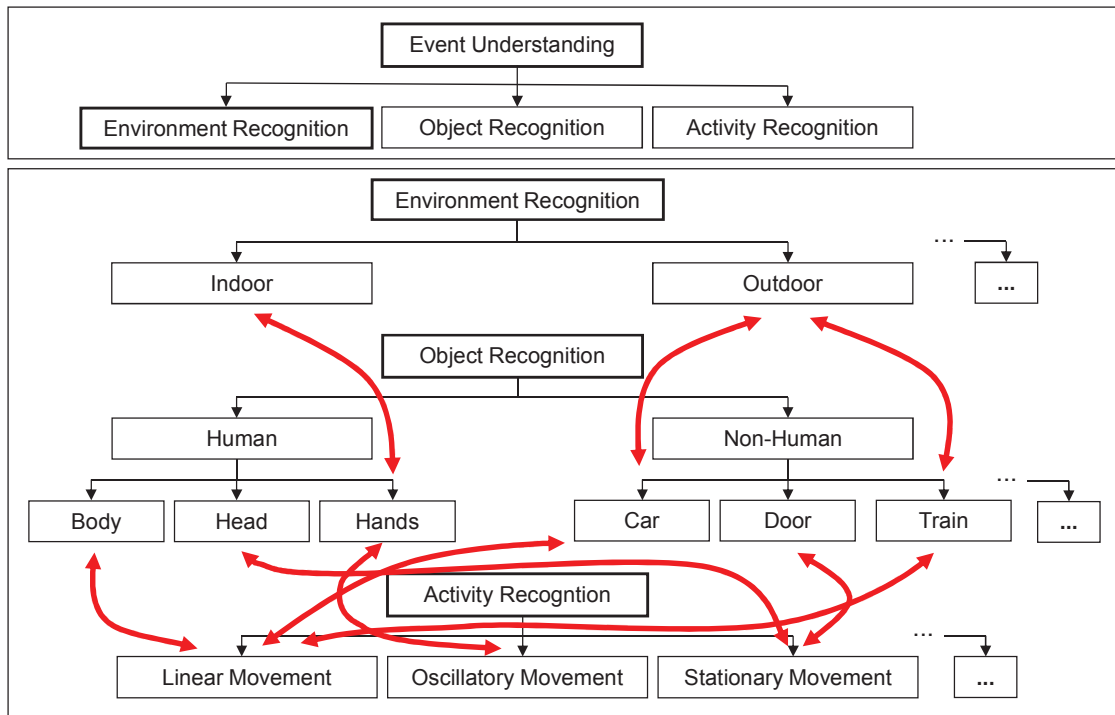 Event Understanding
Environment Recognition
Object Recognition
Activity Recognition
Environment Recognition
...
Indoor
Outdoor
...
Object Recognition
Human
Non-Human
...
Body
Head
Hands
Car
Door
Train
...
Activity Recogntion
...
Linear Movement
Oscillatory Movement
Stationary Movement
...